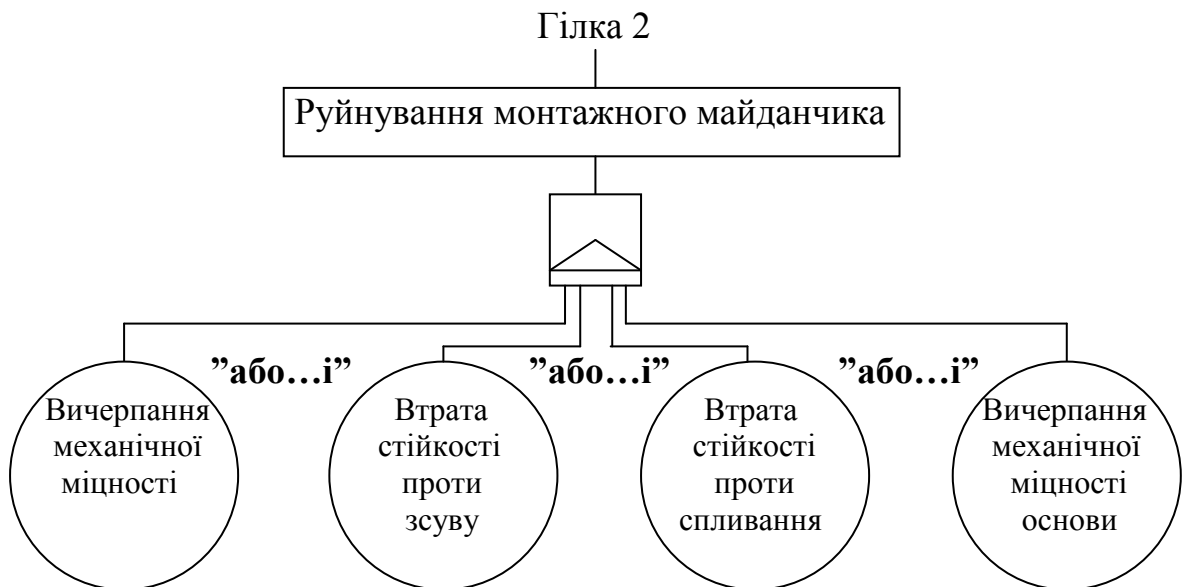 Гілка 2
Руйнування монтажного майданчика
”або...і”
”або...і”
”або...і”
Вичерпання
механічної
міцності
Втрата
стійкості
проти
зсуву
Втрата
стійкості
проти
спливання
Вичерпання
механічної
міцності
основи